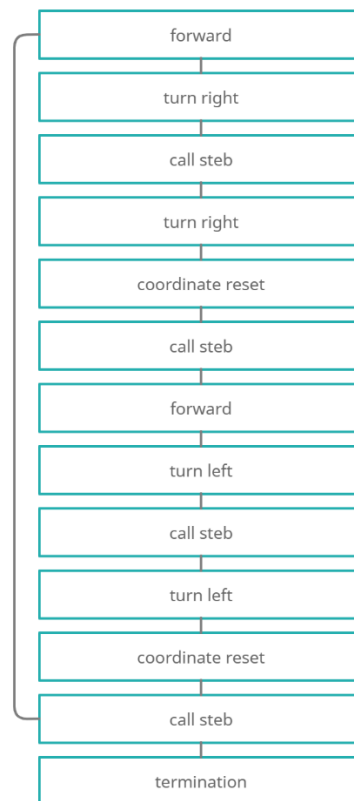 forward
turn right
call steb
turn right
coordinate reset
call steb
forward
turn left
call steb
turn left
coordinate reset
call steb
termination